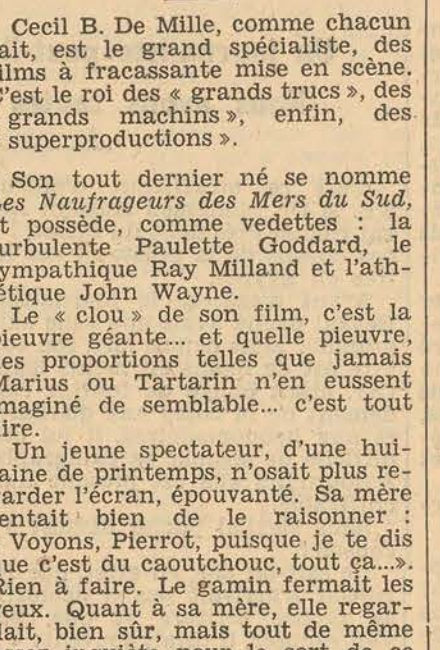 Cecil B. De Mille, comme chacun
ait, est le grand spécialiste, des
ilms à fracassante mise en scène.
C'est le roi des « grands trucs », des
grands machins », enfin, des
superproductions ».
Son tout dernier né se nomme
Les Naufrageurs des Mers du Sud,
t possède, comme vedettes : la
urbulente Paulette Goddard, le
ympathique Ray Milland et l'ath-
étique John Wayne.
Le « clou » de son film, c'est la
pieuvre géante... et quelle pieuvre,
des proportions telles que jamais
Marius ou Tartarin n'en eussent
maginé de semblable... c'est tout
ire.
Un jeune spectateur, d'une hui-
aine de printemps, n'osait plus re-
arder l'écran, épouvanté. Sa mère
entait bien de le raisonner :
Voyons, Pierrot, puisque je te dis
que c'est du caoutchouc, tout ça...».
Rien à faire. Le gamin fermait les
yeux. Quant à sa mère, elle regar-
dait, bien sûr, mais tout de même